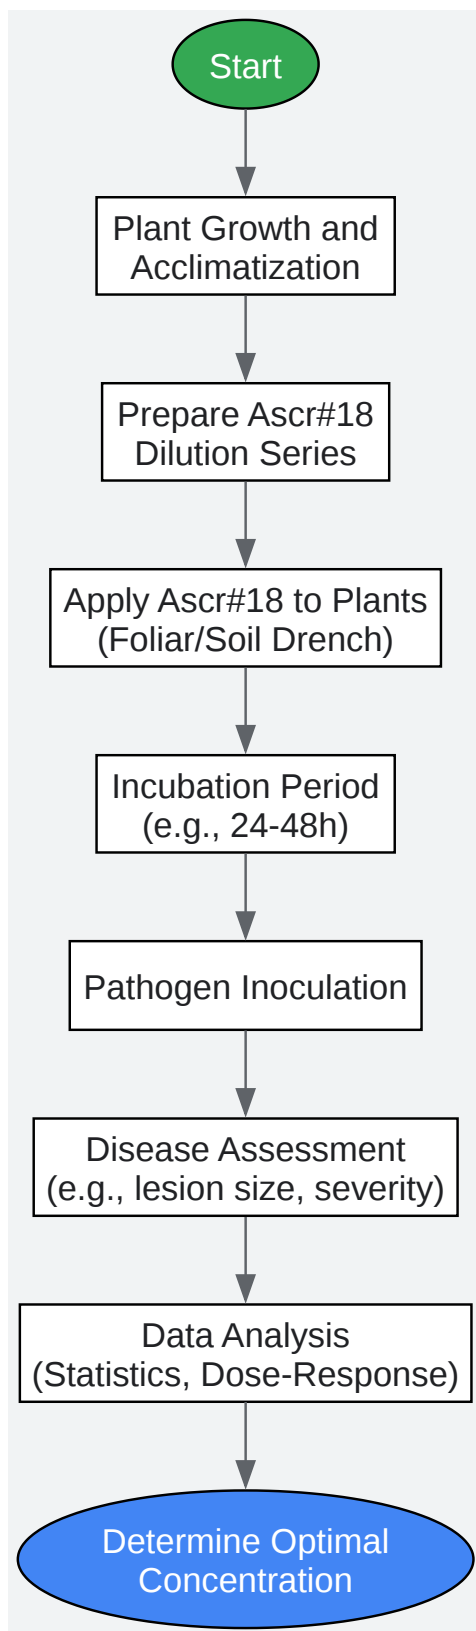 Start
Plant Growth and
Acclimatization
Prepare Ascr#18
Dilution Series
Apply Ascr#18 to Plants
(Foliar/Soil Drench)
Incubation Period
(e.g., 24-48h)
Pathogen Inoculation
Disease Assessment
(e.g., lesion size, severity)
Data Analysis
(Statistics, Dose-Response)
Determine Optimal
Concentration